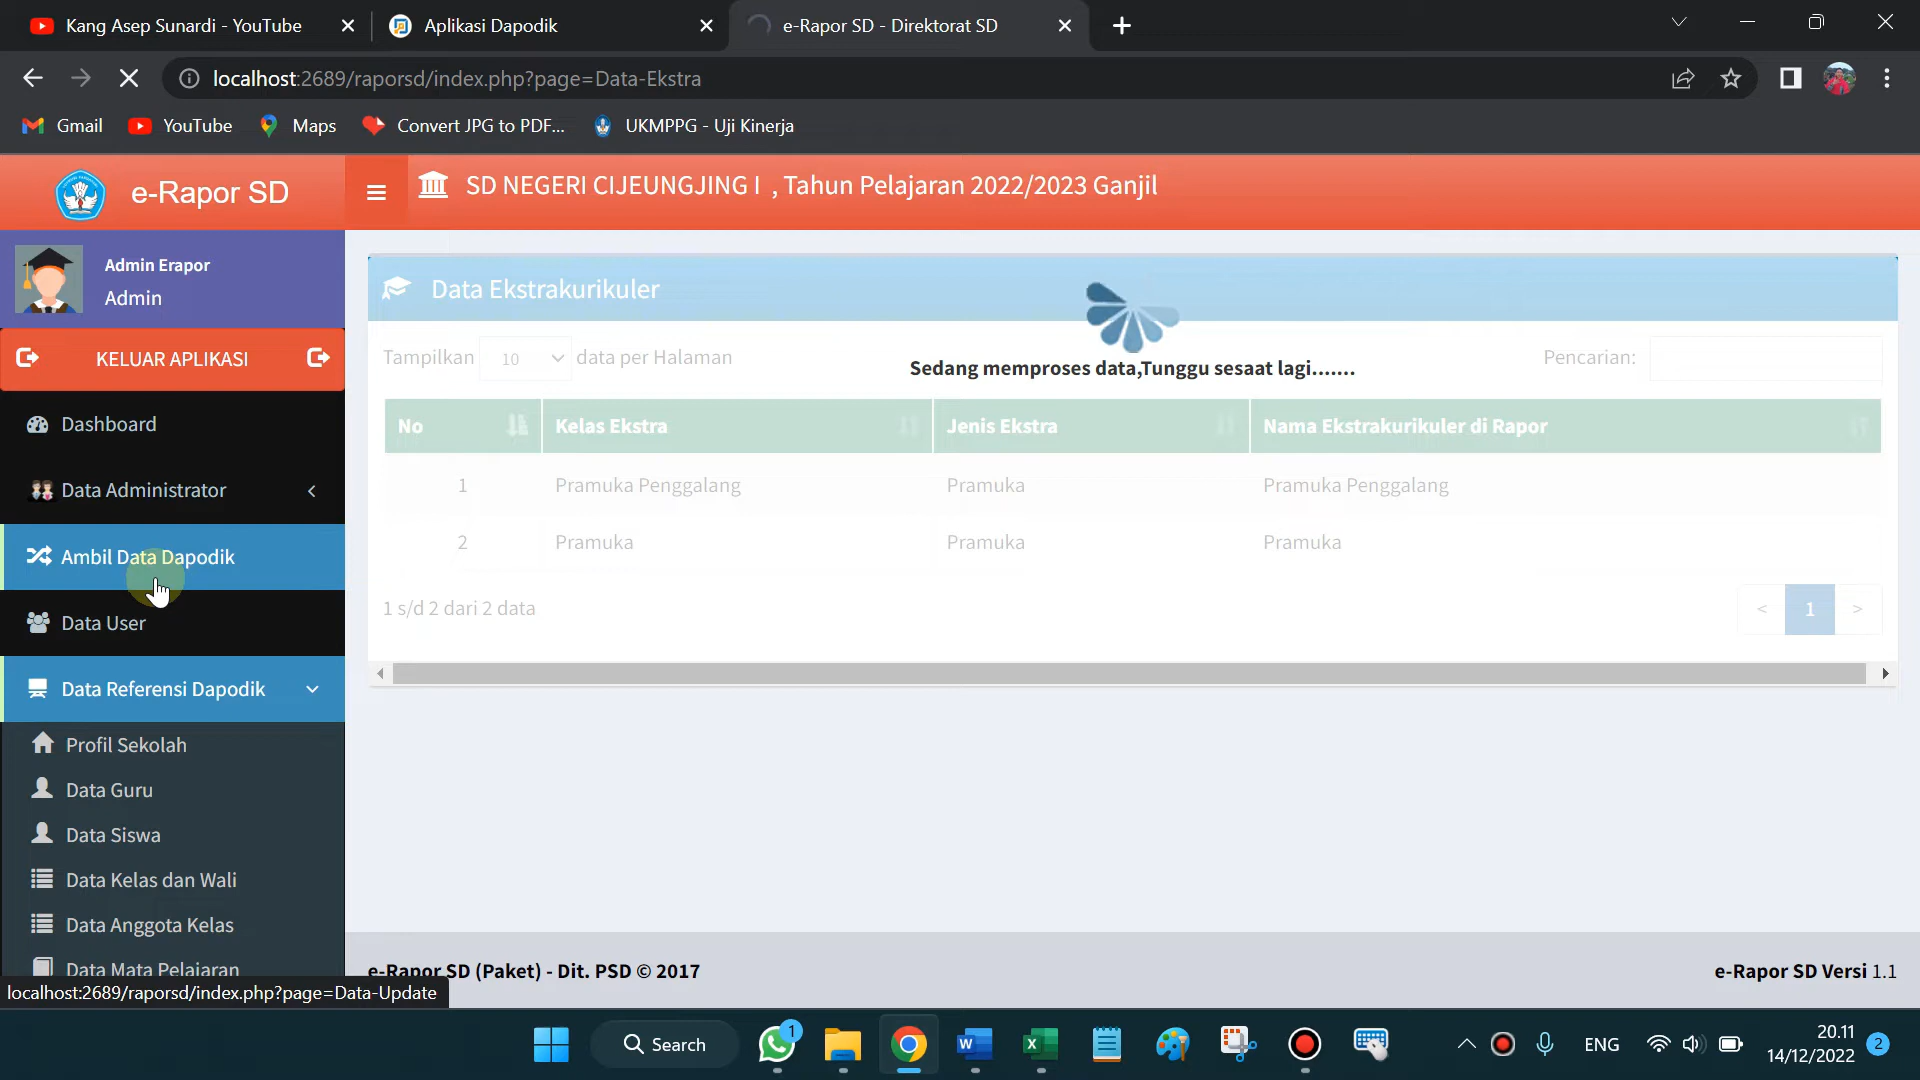 Kang Asep Sunardi - YouTube
Aplikasi Dapodik
e-Rapor SD - Direktorat SD
localhost:2689/raporsd/index.php?page=Data-Ekstra
Gmail
YouTube
Maps
Convert JPG to PDF...
UKMPPG - Uji Kinerja
e-Rapor SD
SD NEGERI CIJEUNGJING I , Tahun Pelajaran 2022/2023 Ganjil
Admin Erapor
Admin
KELUAR APLIKASI
Dashboard
Data Administrator
Ambil Data Dapodik
Data User
Data Referensi Dapodik
Profil Sekolah
Data Guru
Data Siswa
Data Kelas dan Wali
Data Anggota Kelas
Data Mata Pelajaran
localhost:2689/raporsd/index.php?page=Data-Update
Data Ekstrakurikuler
Tampilkan 10 data per Halaman
Sedang memproses data,Tunggu sesaat lagi.......
Pencarian:
No Kelas Ekstra Jenis Ekstra Nama Ekstrakurikuler di Rapor
1 Pramuka Penggalang Pramuka Pramuka Penggalang
2 Pramuka Pramuka Pramuka
1 s/d 2 dari 2 data
< 1 >
e-Rapor SD (Paket) - Dit. PSD © 2017
e-Rapor SD Versi 1.1
Search
1
ENG
20.11
14/12/2022
2